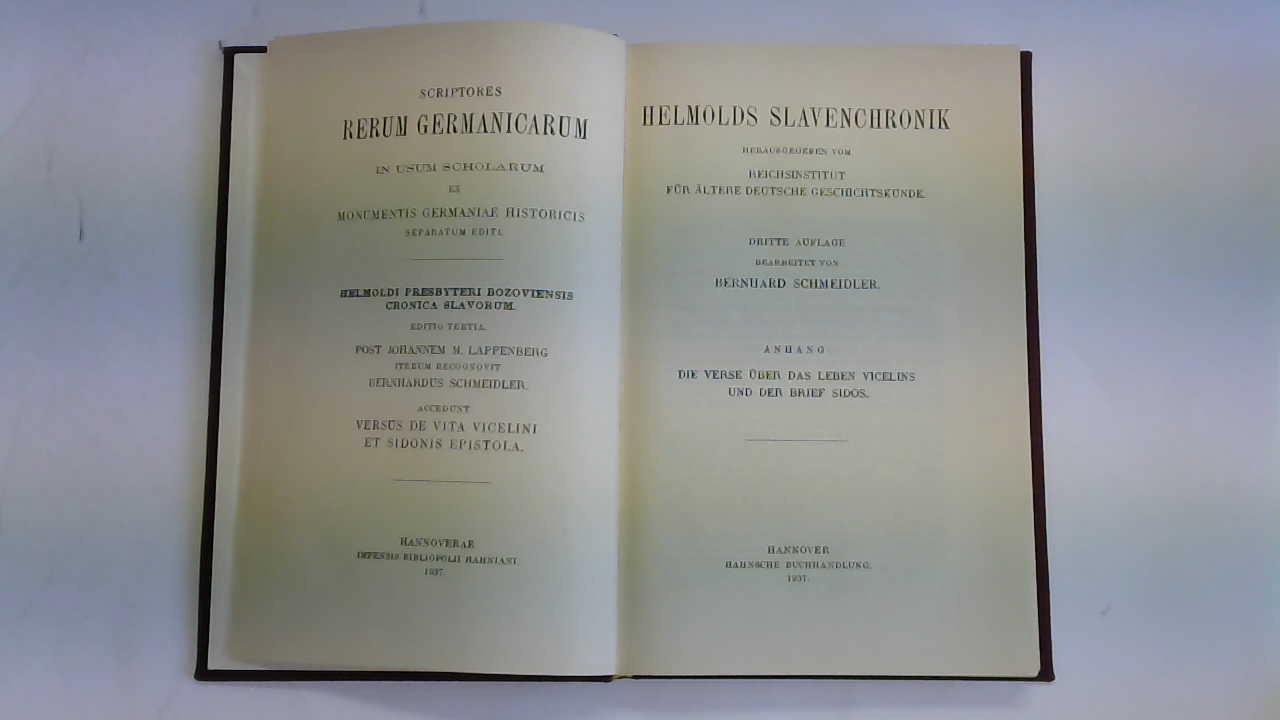 SCRIPTORES
RERUM GERMANICARUM
IN USUM SCHOLARUM
EX
MONUMENTIS GERMANIAE HISTORICIS
SEPARATUM EDITI.
HELMOLDI PRESBYTERI BOZOVIENSIS
CRONICA SLAVORUM.
EDITIO TERTIA.
POST JOHANNEM M. LAPPENBERG
ITERUM RECOGNOVIT
BERNHARDUS SCHMEIDLER.
ACCEDUNT
VERSUS DE VITA VICELINI
ET SIDONIS EPISTOLA.
HANNOVERAE
IMPENSIS BIBLIOPOLII HAHNIANI.
1937.
HELMOLDS SLAVENCHRONIK
HERAUSGEGEBEN VOM
REICHSINSTITUT
FÜR ÄLTERE DEUTSCHE GESCHICHTSKUNDE.
DRITTE AUFLAGE
BEARBEITET VON
BERNHARD SCHMEIDLER.
ANHANG
DIE VERSE ÜBER DAS LEBEN VICELINS
UND DER BRIEF SIDOS.
HANNOVER
HAHNSCHE BUCHHANDLUNG.
1937.